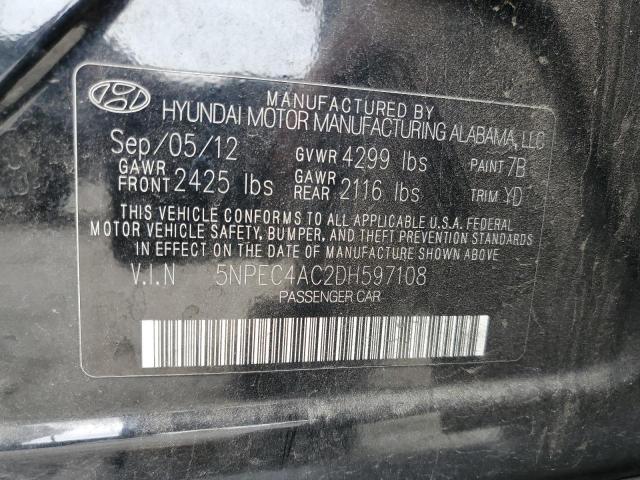 MANUFACTURED BY
HYUNDAI MOTOR MANUFACTURING ALABAMA, LLC
Sep/05/12 GVWR 4299 lbs PAINT 7B
GAWR FRONT 2425 lbs GAWR REAR 2116 lbs TRIM YD
THIS VEHICLE CONFORMS TO ALL APPLICABLE U.S.A. FEDERAL
MOTOR VEHICLE SAFETY, BUMPER, AND THEFT PREVENTION STANDARDS
IN EFFECT ON THE DATE OF MANUFACTURE SHOWN ABOVE
V.I.N 5NPEC4AC2DH597108
PASSENGER CAR